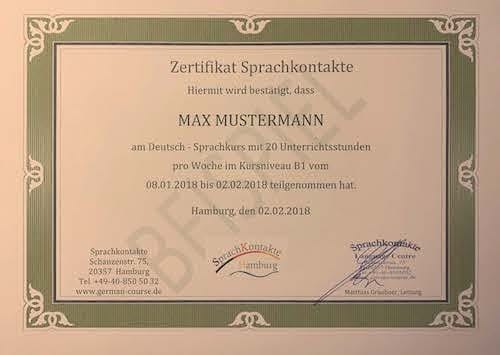 Zertifikat Sprachkontakte
Hiermit wird bestätigt, dass
MAX MUSTERMANN
am Deutsch - Sprachkurs mit 20 Unterrichtsstunden
pro Woche im Kursniveau B1 vom
08.01.2018 bis 02.02.2018 teilgenommen hat.
Hamburg, den 02.02.2018
BEISPIEL
Sprachkontakte
Schanzenstr. 75,
20357 Hamburg
Tel. +49-40-850 50 32
www.german-course.de
SprachKontakte
Hamburg
Sprachkontakte
Language Centre
Matthias Leitung